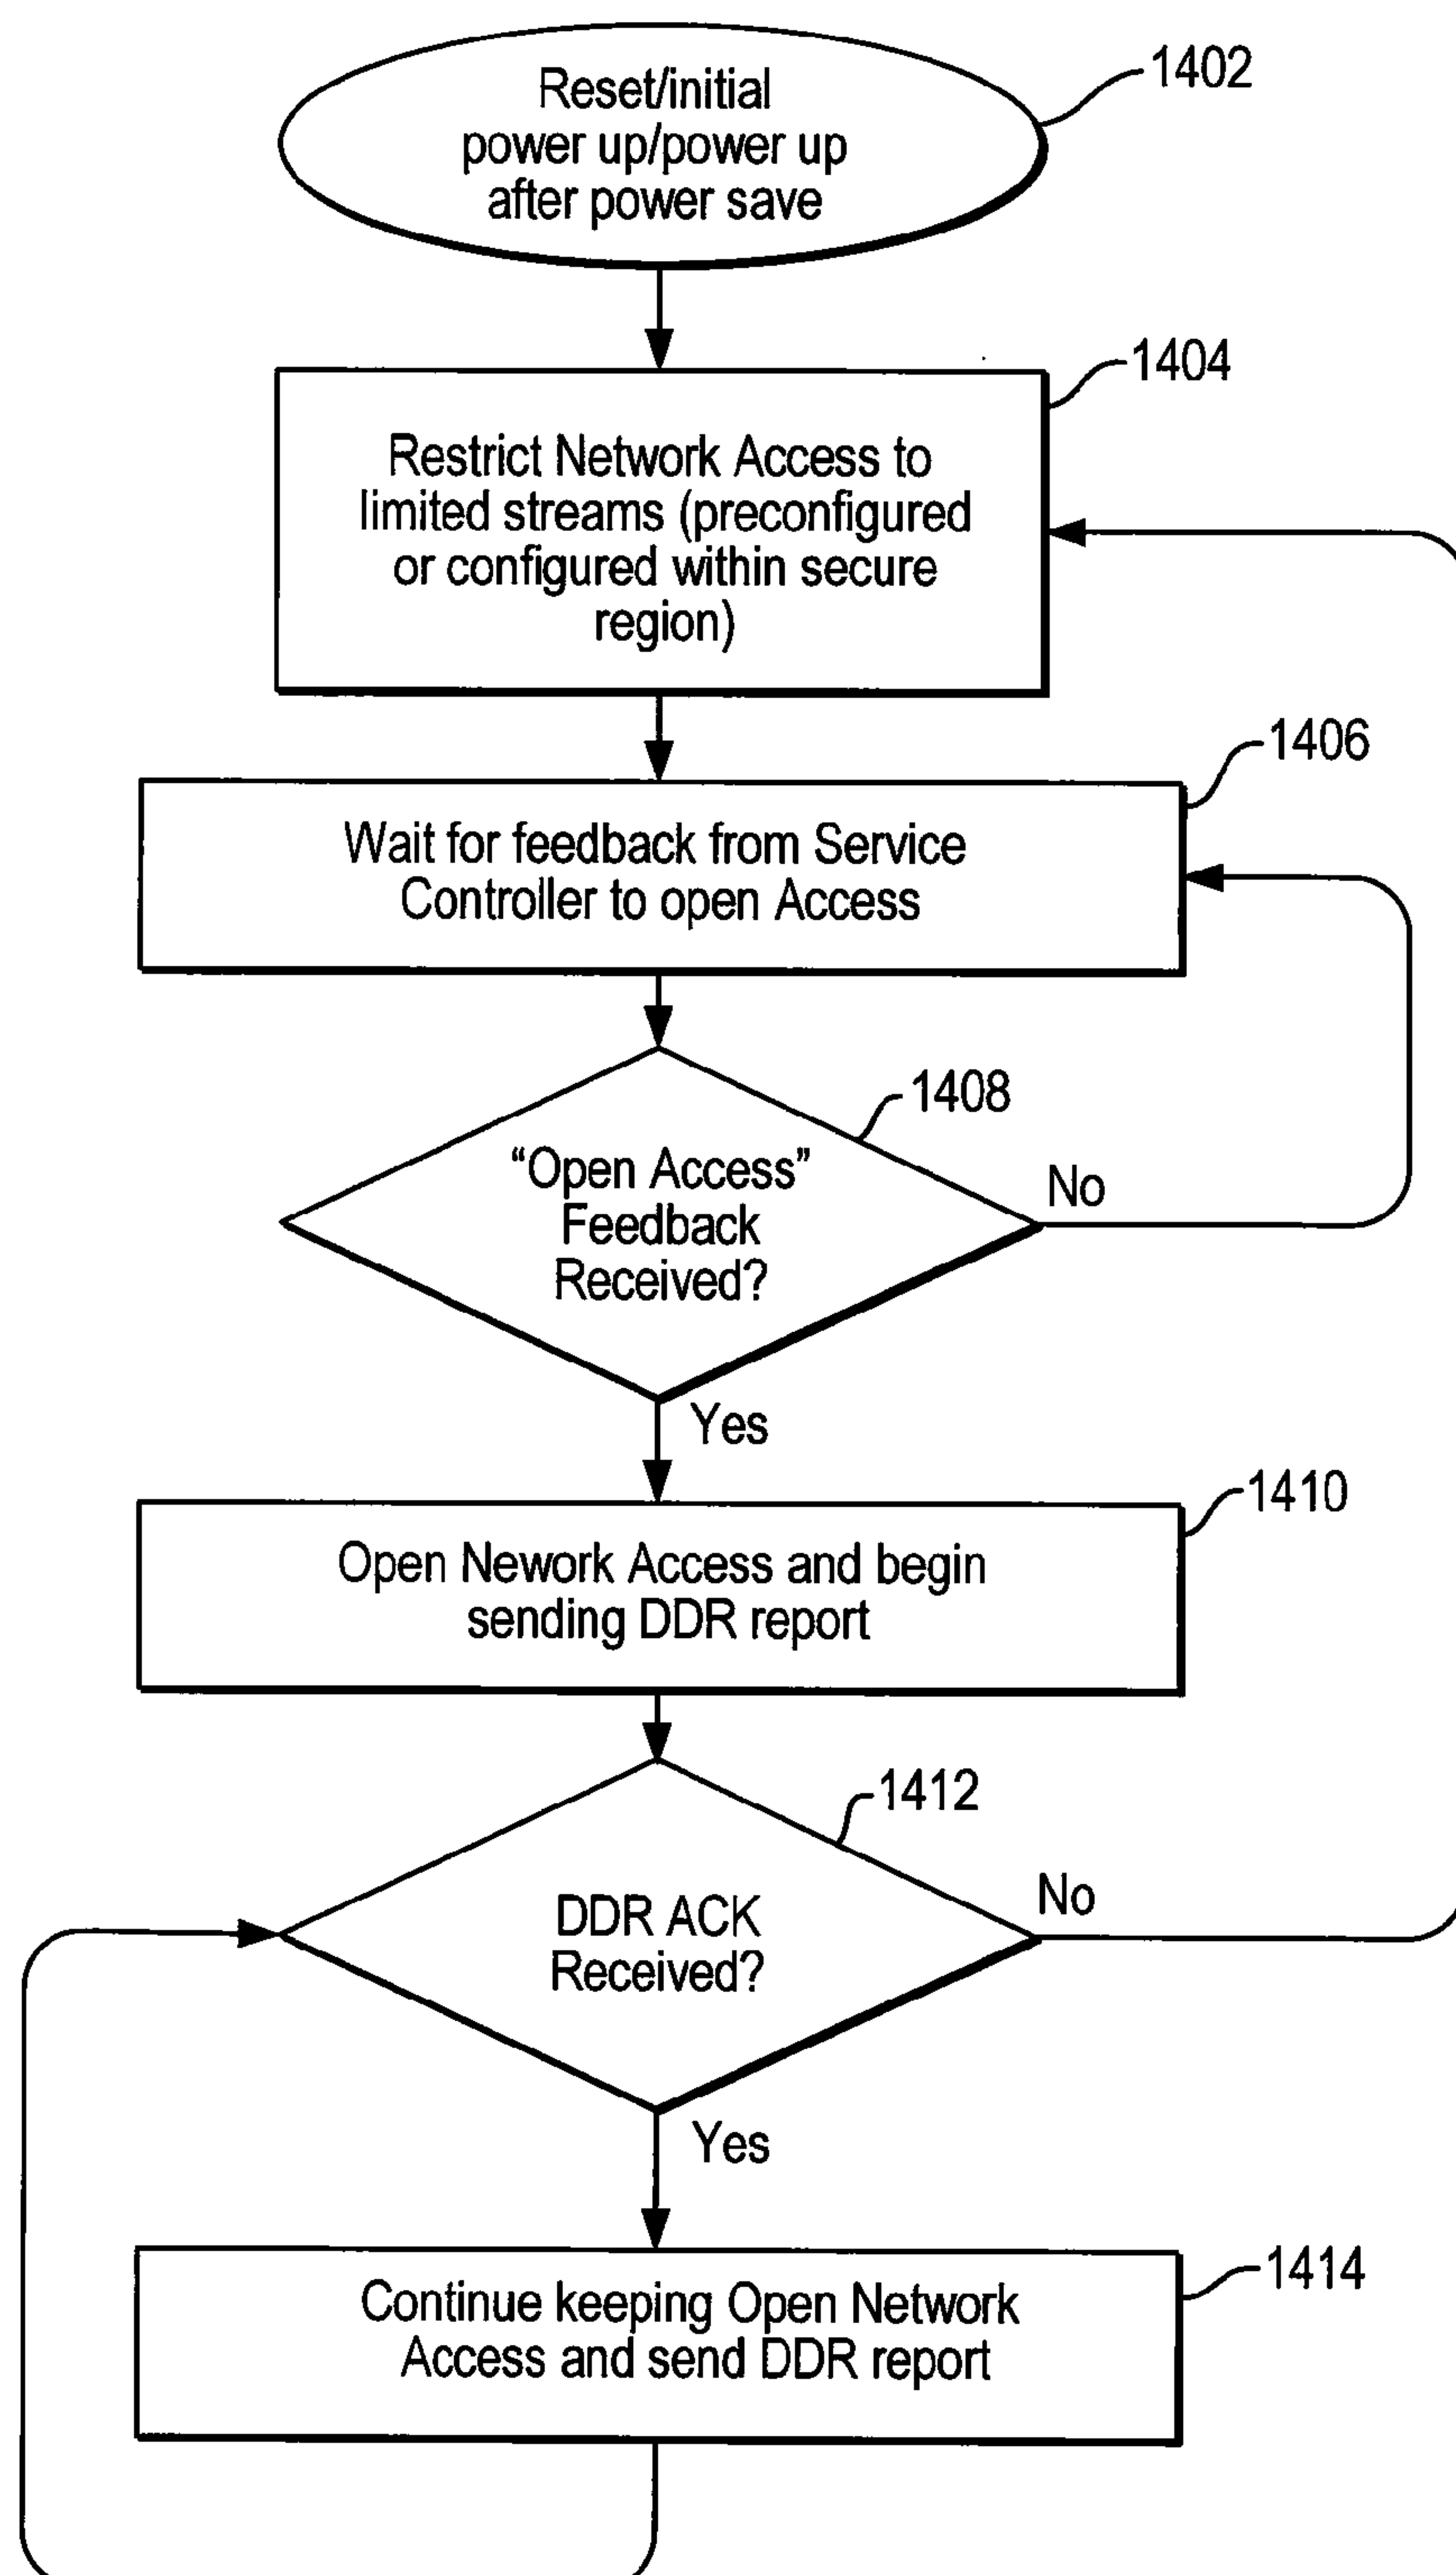 Reset/initial
power up/power up
after power save
1402
Restrict Network Access to
limited streams (preconfigured
or configured within secure
region)
1404
Wait for feedback from Service
Controller to open Access
1406
“Open Access”
Feedback
Received?
1408
No
Yes
Open Nework Access and begin
sending DDR report
1410
DDR ACK
Received?
1412
No
Yes
Continue keeping Open Network
Access and send DDR report
1414